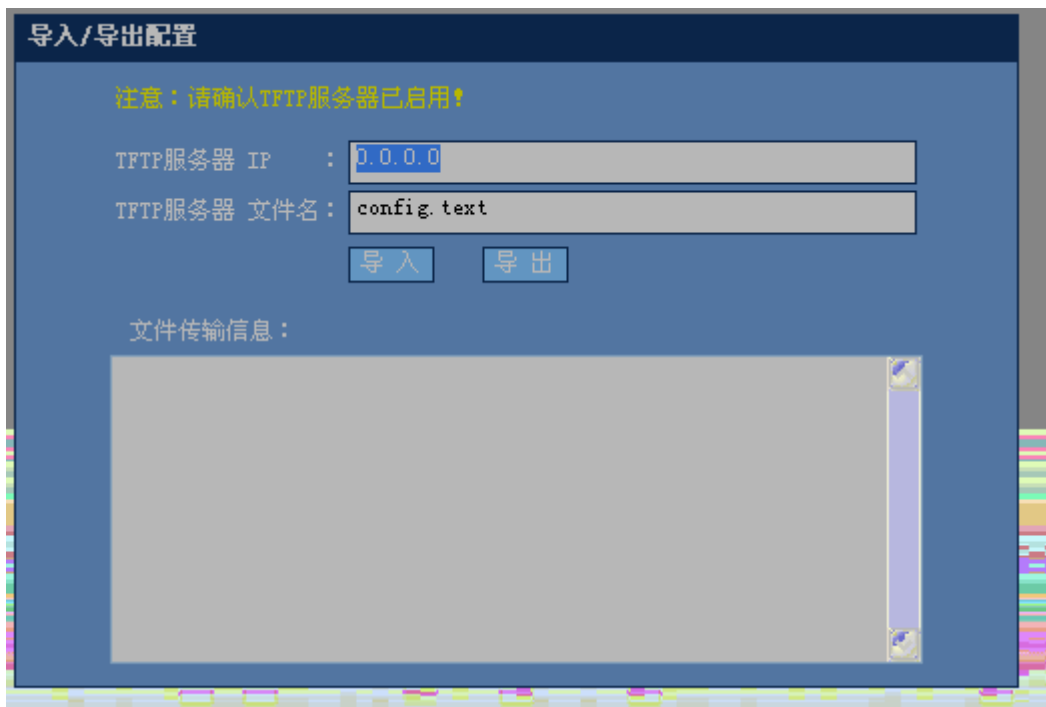 导入/导出配置
注意：请确认TFTP服务器已启用！
TFTP服务器 IP ： 0.0.0.0
TFTP服务器 文件名： config.text
导 入 导 出
文件传输信息：